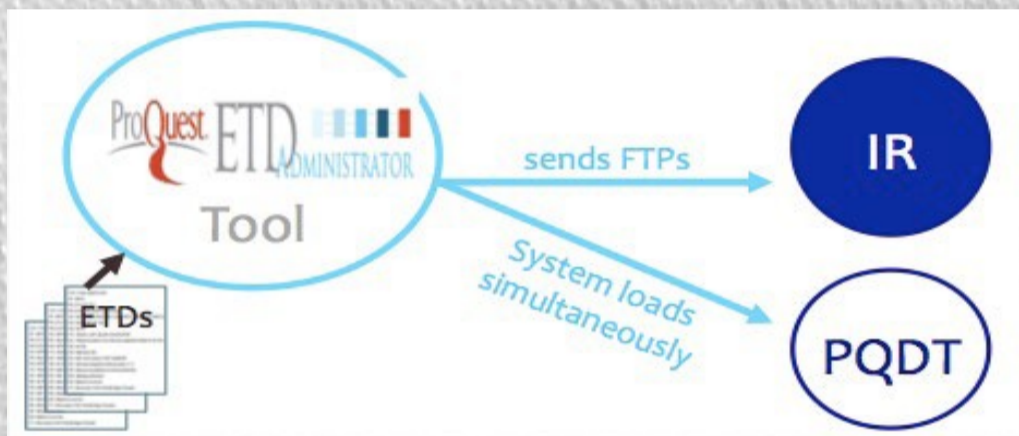 ProQuest ETD ADMINISTRATOR
Tool
ETDs
sends FTPs
System loads
simultaneously
IR
PQDT